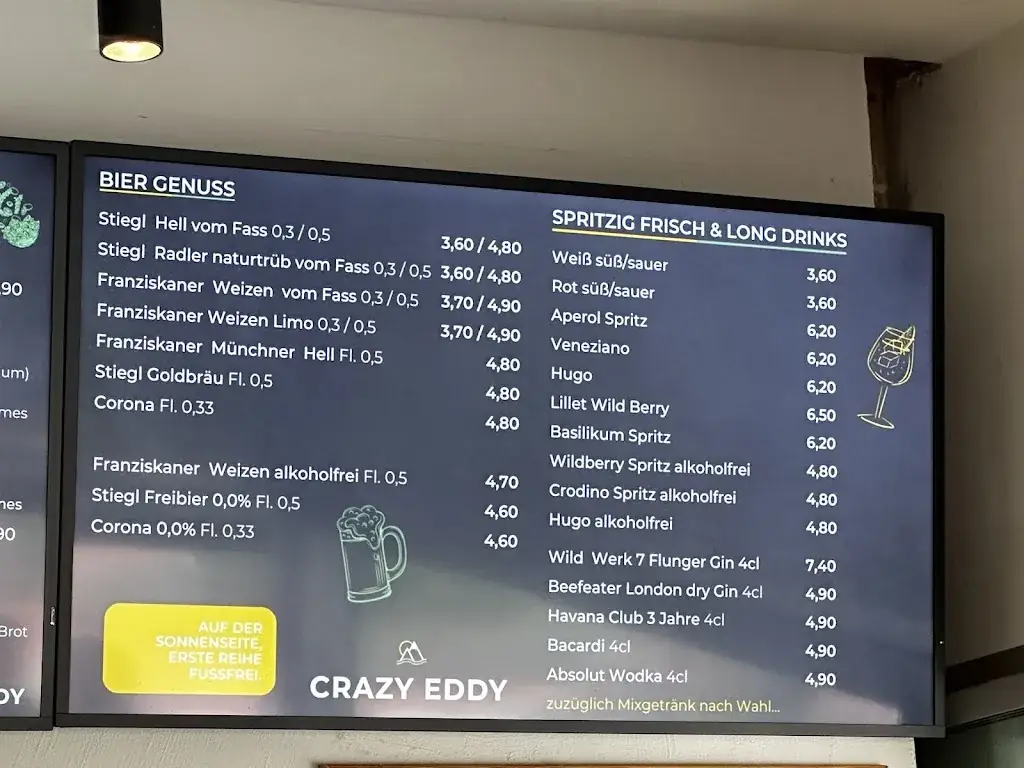 ,90
um)
mes
nes
90
Brot
DY
BIER GENUSS
Stiegl Hell vom Fass 0,3 / 0,5 3,60 / 4,80
Stiegl Radler naturtrüb vom Fass 0,3 / 0,5 3,60 / 4,80
Franziskaner Weizen vom Fass 0,3 / 0,5 3,70 / 4,90
Franziskaner Weizen Limo 0,3 / 0,5 3,70 / 4,90
Franziskaner Münchner Hell Fl. 0,5 4,80
Stiegl Goldbräu Fl. 0,5 4,80
Corona Fl. 0,33 4,80
Franziskaner Weizen alkoholfrei Fl. 0,5 4,70
Stiegl Freibier 0,0% Fl. 0,5 4,60
Corona 0,0% Fl. 0,33 4,60
AUF DER
SONNENSEITE,
ERSTE REIHE
FUSSFREI.
CRAZY EDDY
SPRITZIG FRISCH & LONG DRINKS
Weiß süß/sauer 3,60
Rot süß/sauer 3,60
Aperol Spritz 6,20
Veneziano 6,20
Hugo 6,20
Lillet Wild Berry 6,50
Basilikum Spritz 6,20
Wildberry Spritz alkoholfrei 4,80
Crodino Spritz alkoholfrei 4,80
Hugo alkoholfrei 4,80
Wild Werk 7 Flunger Gin 4cl 7,40
Beefeater London dry Gin 4cl 4,90
Havana Club 3 Jahre 4cl 4,90
Bacardi 4cl 4,90
Absolut Wodka 4cl 4,90
zuzüglich Mixgetränk nach Wahl...